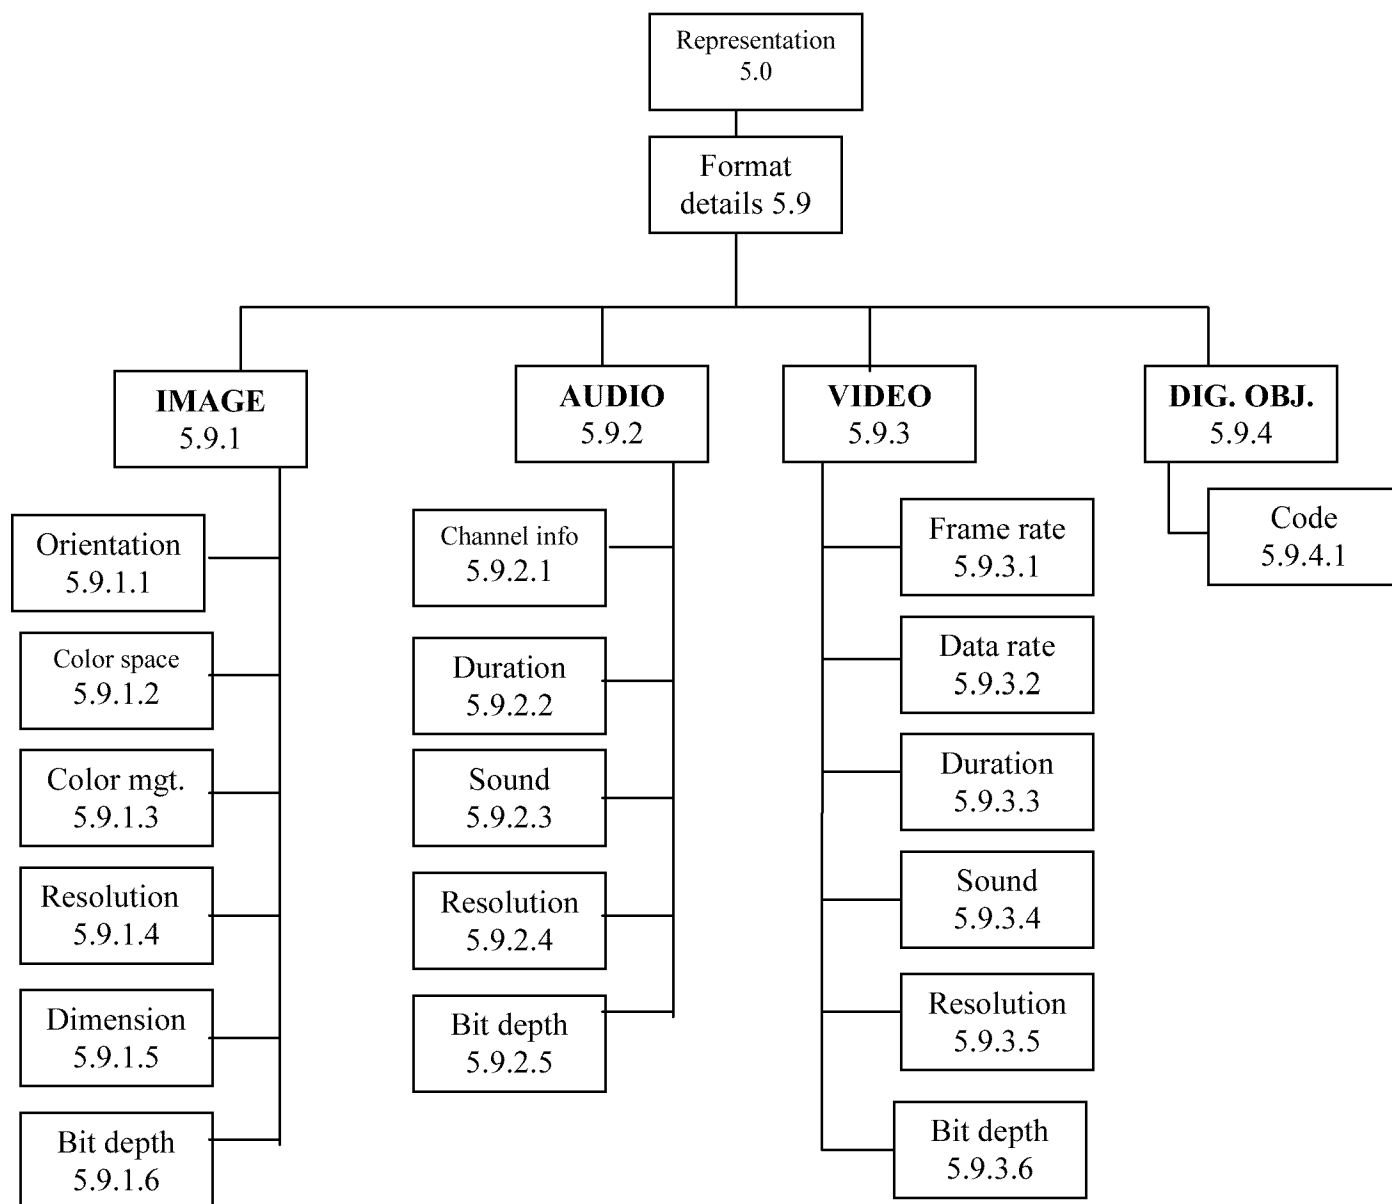 Representation
5.0
Format
details 5.9
IMAGE
5.9.1
AUDIO
5.9.2
VIDEO
5.9.3
DIG. OBJ.
5.9.4
Orientation
5.9.1.1
Color space
5.9.1.2
Color mgt.
5.9.1.3
Resolution
5.9.1.4
Dimension
5.9.1.5
Bit depth
5.9.1.6
Channel info
5.9.2.1
Duration
5.9.2.2
Sound
5.9.2.3
Resolution
5.9.2.4
Bit depth
5.9.2.5
Frame rate
5.9.3.1
Data rate
5.9.3.2
Duration
5.9.3.3
Sound
5.9.3.4
Resolution
5.9.3.5
Bit depth
5.9.3.6
Code
5.9.4.1